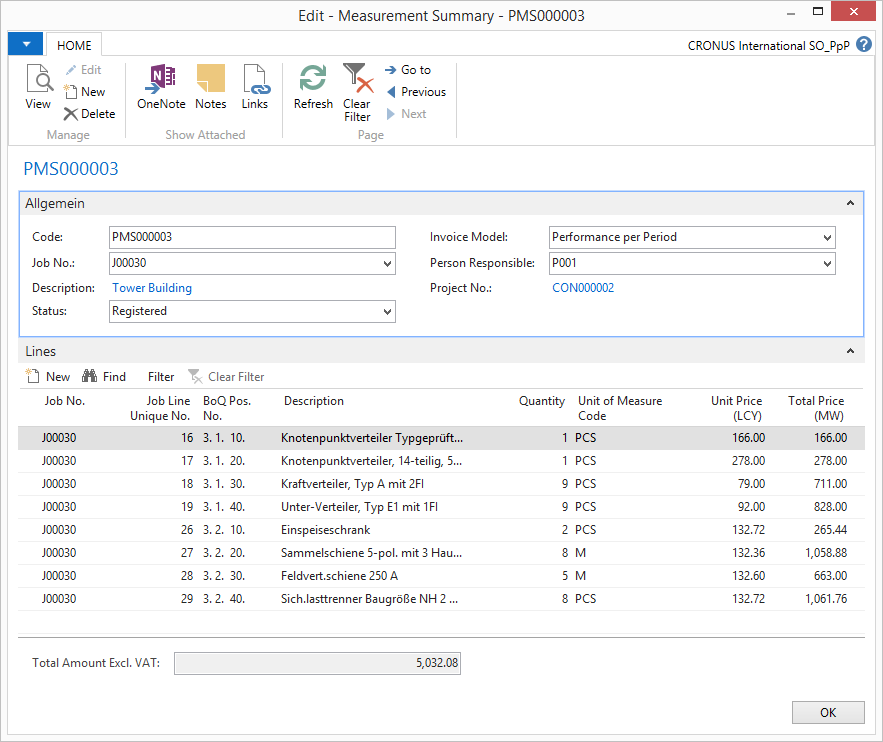 Edit - Measurement Summary - PMS000003
HOME
CRONUS International SO_PpP
View
Edit
New
Delete
Manage
OneNote
Notes
Links
Show Attached
Refresh
Clear
Filter
Go to
Previous
Next
Page
PMS000003
Allgemein
Code: PMS000003
Invoice Model: Performance per Period
Job No.: J00030
Person Responsible: P001
Description: Tower Building
Project No.: CON000002
Status: Registered
Lines
New Find Filter Clear Filter
Job No. Job Line Unique No. BoQ Pos. No. Description Quantity Unit of Measure Code Unit Price (LCY) Total Price (MW)
J00030 16 3. 1. 10. Knotenpunktverteiler Typgeprüft... 1 PCS 166.00 166.00
J00030 17 3. 1. 20. Knotenpunktverteiler, 14-teilig, 5... 1 PCS 278.00 278.00
J00030 18 3. 1. 30. Kraftverteiler, Typ A mit 2Fl 9 PCS 79.00 711.00
J00030 19 3. 1. 40. Unter-Verteiler, Typ E1 mit 1Fl 9 PCS 92.00 828.00
J00030 26 3. 2. 10. Einspeiseschrank 2 PCS 132.72 265.44
J00030 27 3. 2. 20. Sammelschiene 5-pol. mit 3 Hau... 8 M 132.36 1,058.88
J00030 28 3. 2. 30. Feldvert.schiene 250 A 5 M 132.60 663.00
J00030 29 3. 2. 40. Sich.lasttrenner Baugröße NH 2 ... 8 PCS 132.72 1,061.76
Total Amount Excl. VAT: 5,032.08
OK